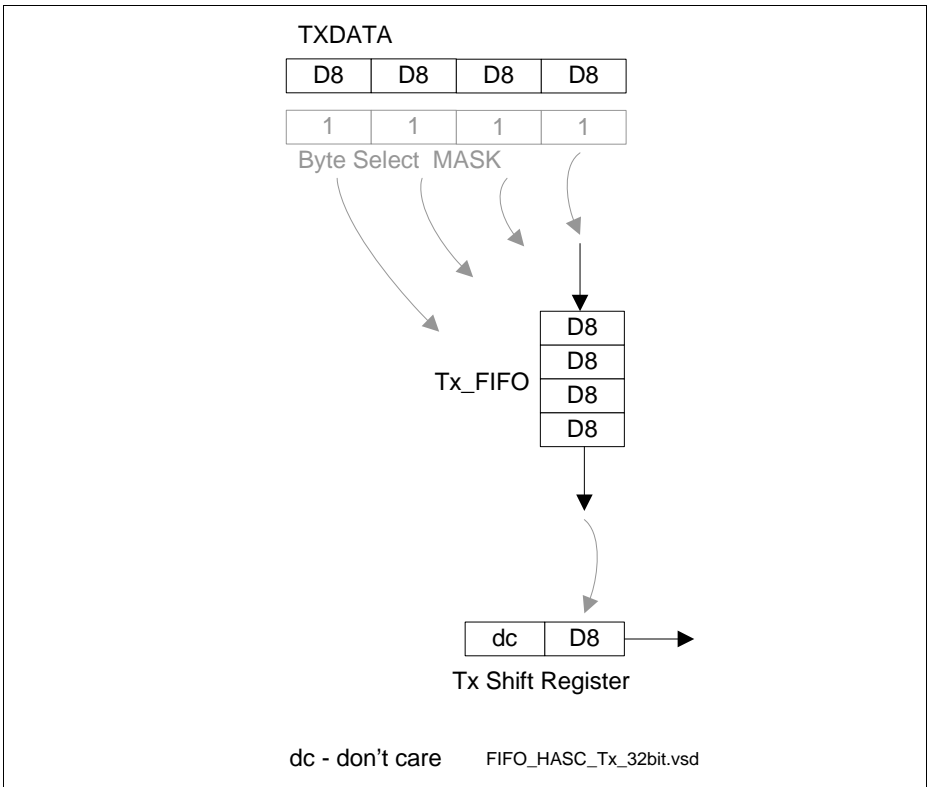 TXDATA
D8 D8 D8 D8
1 1 1 1
Byte Select MASK
D8
D8
Tx_FIFO
D8
D8
dc D8
Tx Shift Register
dc - don't care FIFO_HASC_Tx_32bit.vsd